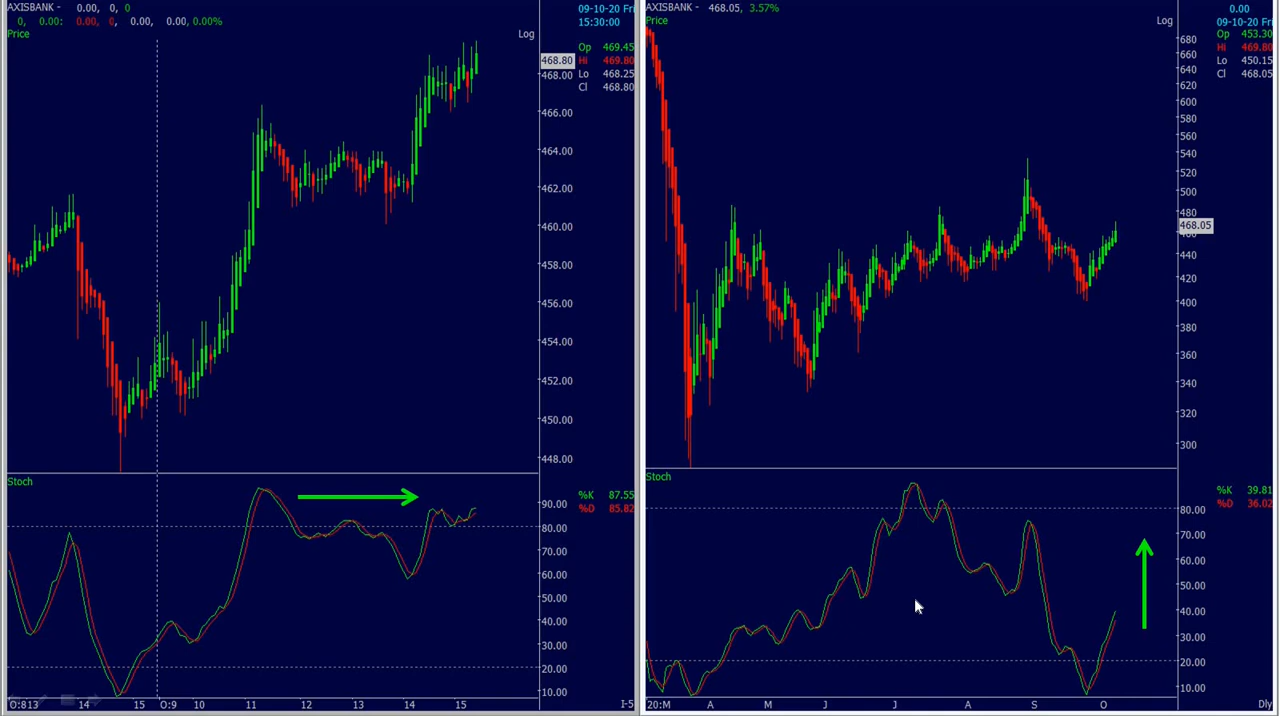 AXISBANK - 0.00, 0, 0
0, 0.00: 0.00, 0, 0.00, 0.00, 0.00%
Price
Log
09-10-20 Fri
15:30:00
Op 469.45
Hi 469.80
Lo 468.25
Cl 468.80
468.80
468.00
466.00
464.00
462.00
460.00
458.00
456.00
454.00
452.00
450.00
448.00
Stoch
%K 87.55
%D 85.82
90.00
80.00
70.00
60.00
50.00
40.00
30.00
20.00
10.00
O:8 13 14 15 O:9 10 11 12 13 14 15
I-5
AXISBANK - 468.05, 3.57%
Price
Log
0.00
09-10-20 Fri
Op 453.30
Hi 469.80
Lo 450.15
Cl 468.05
680
660
640
620
600
580
560
540
520
500
480
468.05
460
440
420
400
380
360
340
320
300
Stoch
%K 39.81
%D 36.02
80.00
70.00
60.00
50.00
40.00
30.00
20.00
10.00
20:M A M J J A S O
Dly